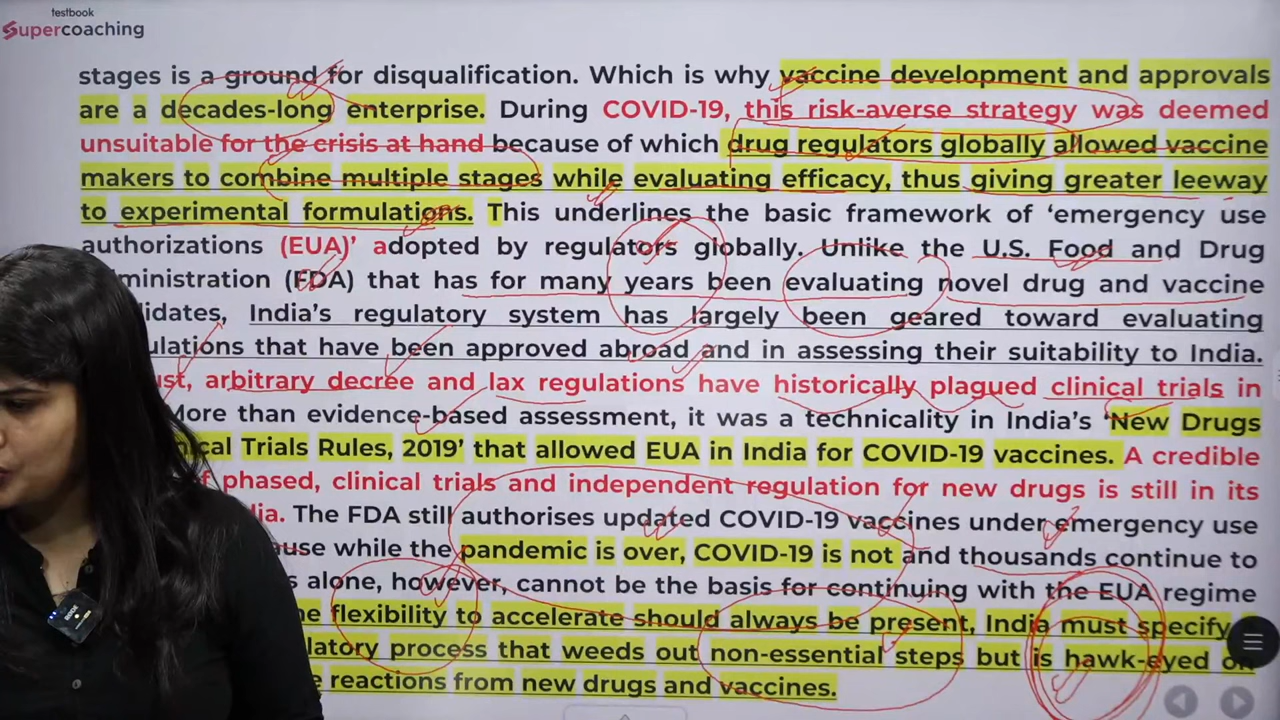 testbook
Supercoaching
stages is a ground for disqualification. Which is why vaccine development and approvals
are a decades-long enterprise. During COVID-19, this risk-averse strategy was deemed
unsuitable for the crisis at hand because of which drug regulators globally allowed vaccine
makers to combine multiple stages while evaluating efficacy, thus giving greater leeway
to experimental formulations. This underlines the basic framework of ‘emergency use
authorizations (EUA)’ adopted by regulators globally. Unlike the U.S. Food and Drug
ministration (FDA) that has for many years been evaluating novel drug and vaccine
idates, India’s regulatory system has largely been geared toward evaluating
ulations that have been approved abroad and in assessing their suitability to India.
ust, arbitrary decree and lax regulations have historically plagued clinical trials in
More than evidence-based assessment, it was a technicality in India’s ‘New Drugs
ical Trials Rules, 2019’ that allowed EUA in India for COVID-19 vaccines. A credible
f phased, clinical trials and independent regulation for new drugs is still in its
dia. The FDA still authorises updated COVID-19 vaccines under emergency use
ause while the pandemic is over, COVID-19 is not and thousands continue to
s alone, however, cannot be the basis for continuing with the EUA regime
he flexibility to accelerate should always be present, India must specify
latory process that weeds out non-essential steps but is hawk-eyed on
e reactions from new drugs and vaccines.